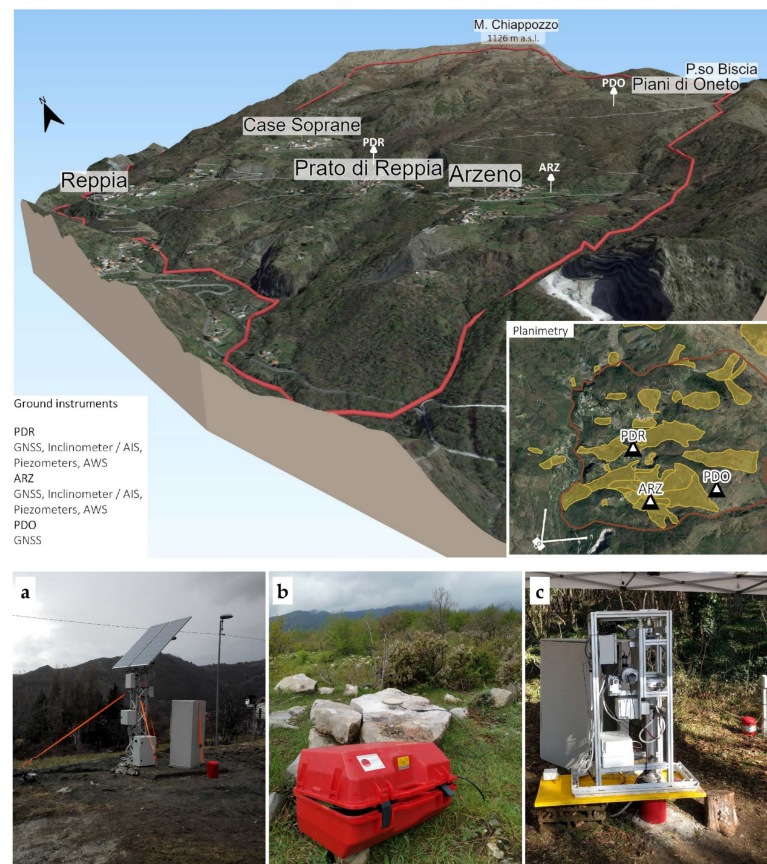 M. Chiappozzo
1126 m a.s.l.
P.so Biscia
PDO
Piani di Oneto
N
Case Soprane
PDR
Prato di Reppia
Arzeno
ARZ
Reppia
Planimetry
PDR
PDO
ARZ
Ground instruments
PDR
GNSS, Inclinometer / AIS,
Piezometers, AWS
ARZ
GNSS, Inclinometer / AIS,
Piezometers, AWS
PDO
GNSS
a
b
c